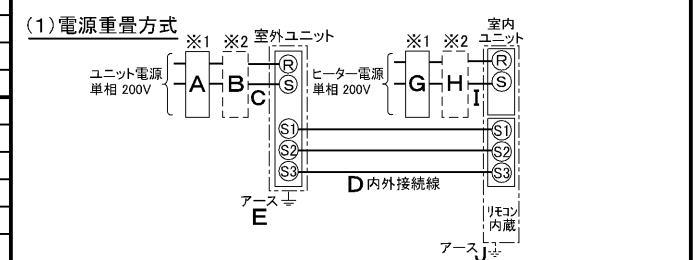 (1)電源重畳方式
※1 ※2 室外ユニット
ユニット電源
単相 200V
A B C
R
S
S1
S2
S3
アース
E
D 内外接続線
※1 ※2 室内
ユニット
ヒーター電源
単相 200V
G H I
R
S
S1
S2
S3
リモコン
内蔵
アース J